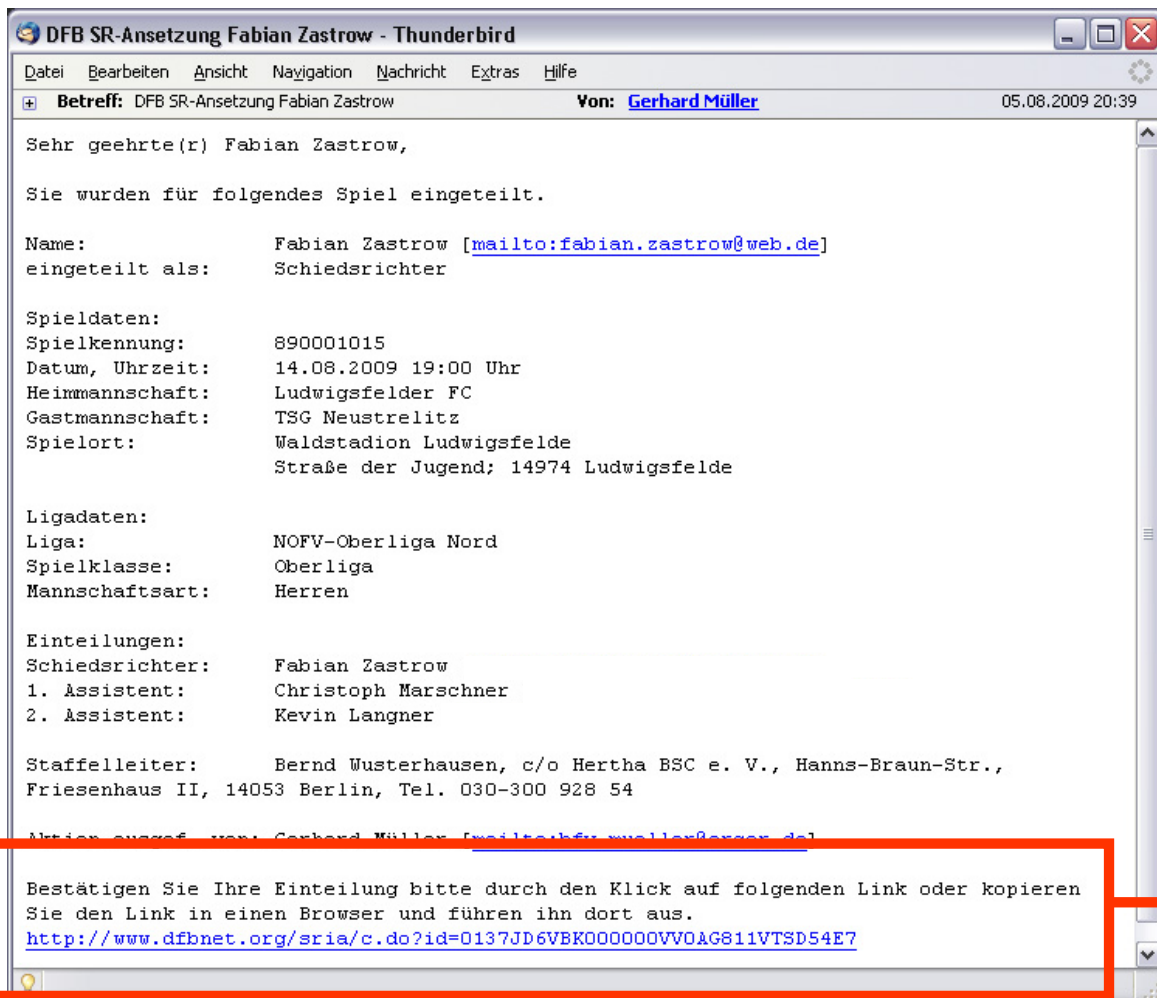 DFB SR-Ansetzung Fabian Zastrow - Thunderbird
Datei Bearbeiten Ansicht Navigation Nachricht Extras Hilfe
Betreff: DFB SR-Ansetzung Fabian Zastrow Von: Gerhard Müller 05.08.2009 20:39
Sehr geehrte(r) Fabian Zastrow,
Sie wurden für folgendes Spiel eingeteilt.
Name: Fabian Zastrow [mailto:fabian.zastrow@web.de]
eingeteilt als: Schiedsrichter
Spieldaten:
Spielkennung: 890001015
Datum, Uhrzeit: 14.08.2009 19:00 Uhr
Heimmannschaft: Ludwigsfelder FC
Gastmannschaft: TSG Neustrelitz
Spielort: Waldstadion Ludwigsfelde
Straße der Jugend; 14974 Ludwigsfelde
Ligadaten:
Liga: NOFV-Oberliga Nord
Spielklasse: Oberliga
Mannschaftsart: Herren
Einteilungen:
Schiedsrichter: Fabian Zastrow
1. Assistent: Christoph Marschner
2. Assistent: Kevin Langner
Staffelleiter: Bernd Wusterhausen, c/o Hertha BSC e. V., Hanns-Braun-Str.,
Friesenhaus II, 14053 Berlin, Tel. 030-300 928 54
Aktion ausgef. von: Gerhard Müller
Bestätigen Sie Ihre Einteilung bitte durch den Klick auf folgenden Link oder kopieren
Sie den Link in einen Browser und führen ihn dort aus.
http://www.dfbnet.org/sria/c.do?id=0137JD6VBK000000VV0AG811VTSD54E7